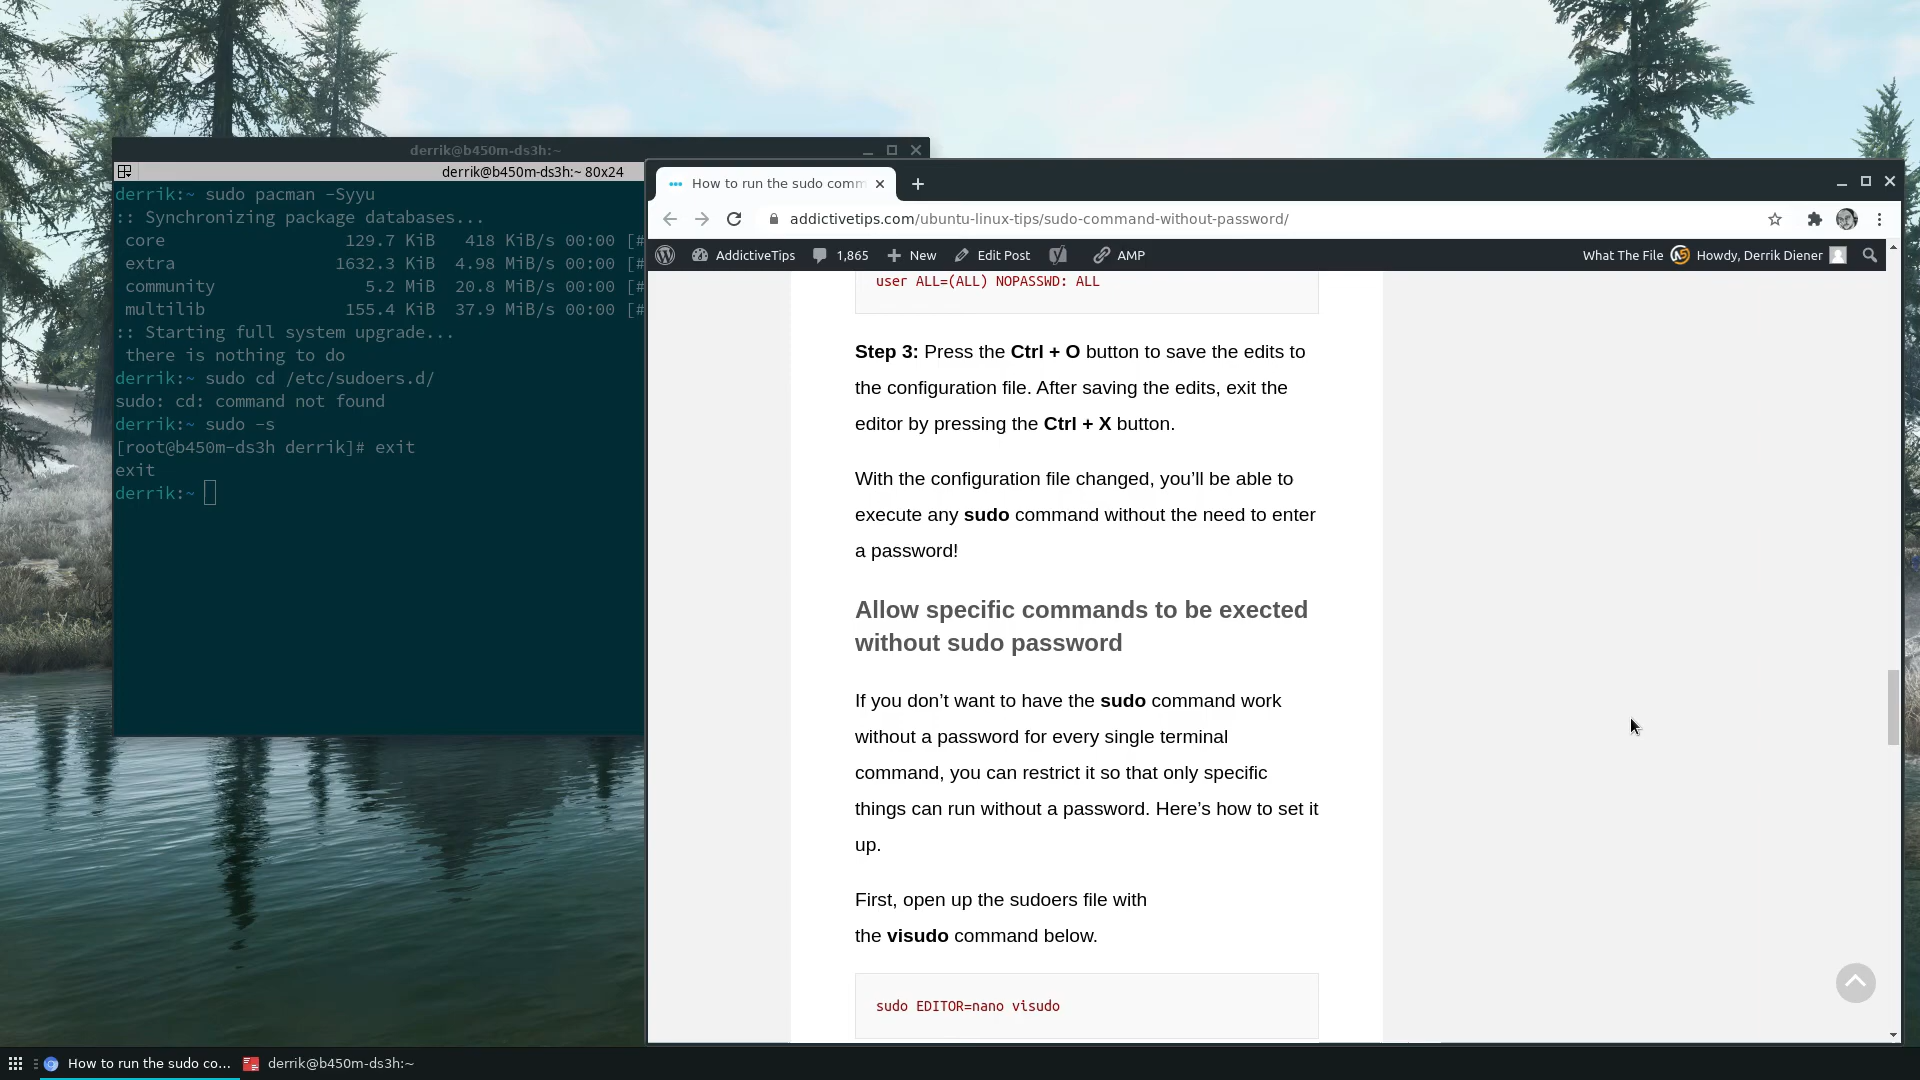 derrik@b450m-ds3h:~
derrik@b450m-ds3h:~ 80x24
derrik:~ sudo pacman -Syyu
:: Synchronizing package databases...
core 129.7 KiB 418 KiB/s 00:00 [#
extra 1632.3 KiB 4.98 MiB/s 00:00 [#
community 5.2 MiB 20.8 MiB/s 00:00 [#
multilib 155.4 KiB 37.9 MiB/s 00:00 [#
:: Starting full system upgrade...
there is nothing to do
derrik:~ sudo cd /etc/sudoers.d/
sudo: cd: command not found
derrik:~ sudo -s
[root@b450m-ds3h derrik]# exit
exit
derrik:~
How to run the sudo comm
addictivetips.com/ubuntu-linux-tips/sudo-command-without-password/
AddictiveTips 1,865 New Edit Post AMP What The File Howdy, Derrik Diener
user ALL=(ALL) NOPASSWD: ALL
Step 3: Press the Ctrl + O button to save the edits to
the configuration file. After saving the edits, exit the
editor by pressing the Ctrl + X button.
With the configuration file changed, you’ll be able to
execute any sudo command without the need to enter
a password!
Allow specific commands to be exected
without sudo password
If you don’t want to have the sudo command work
without a password for every single terminal
command, you can restrict it so that only specific
things can run without a password. Here’s how to set it
up.
First, open up the sudoers file with
the visudo command below.
sudo EDITOR=nano visudo
How to run the sudo co... derrik@b450m-ds3h:~